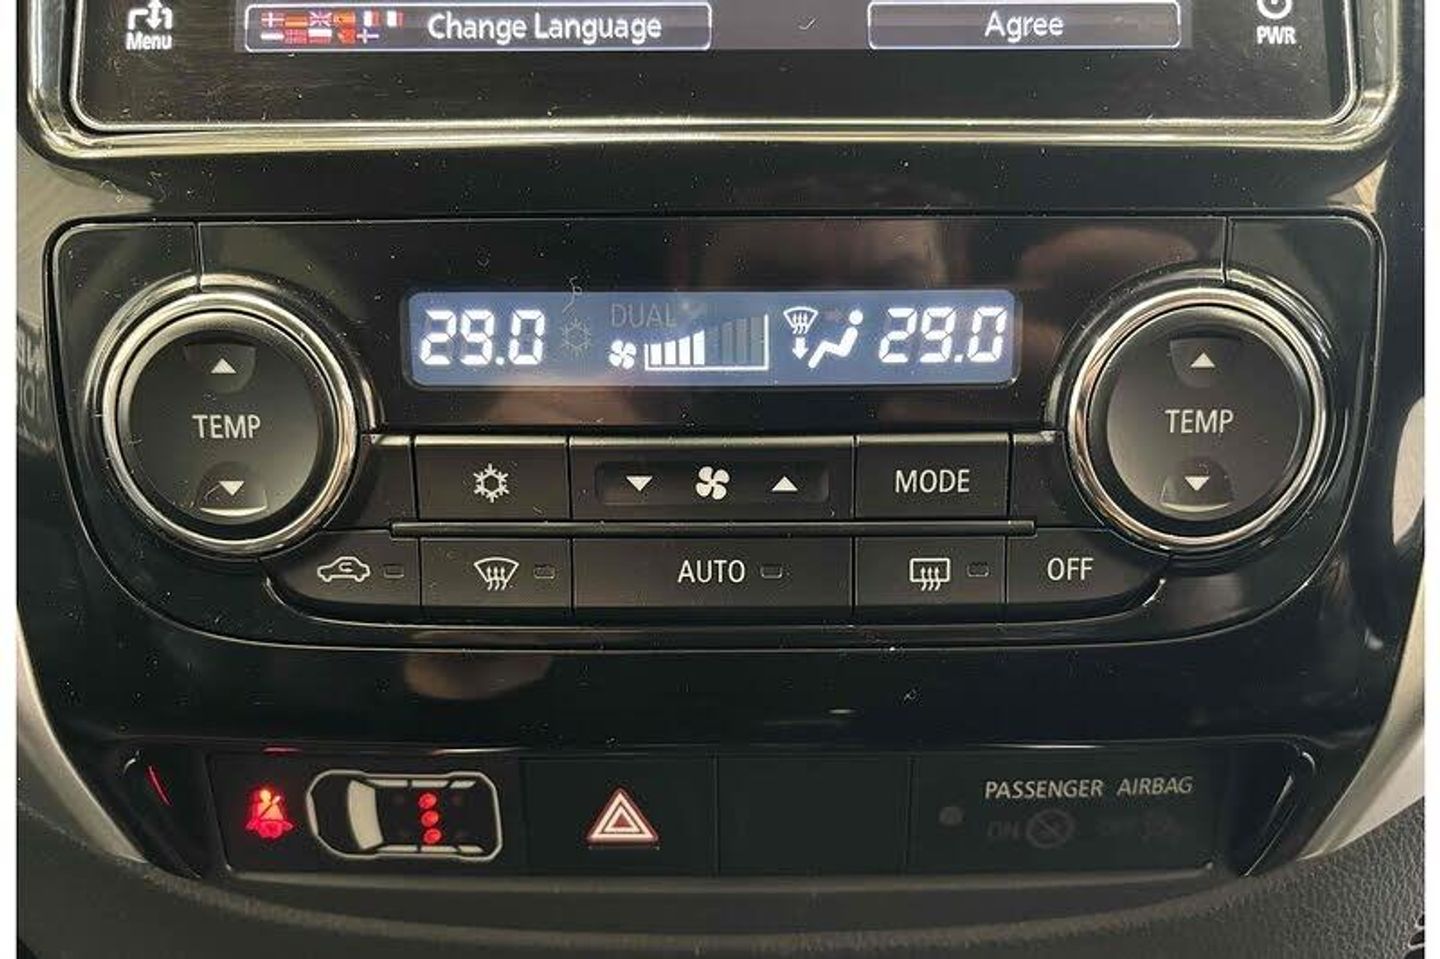 Menu
Change Language
Agree
PWR
29.0
DUAL
29.0
TEMP
TEMP
MODE
AUTO
OFF
PASSENGER AIRBAG
ON